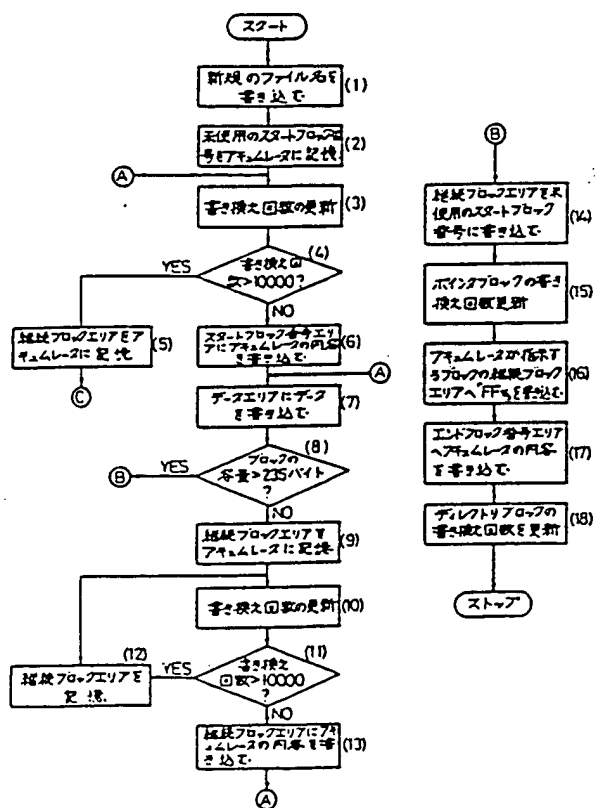 スタート
新規のファイル名を
書き込む
(1)
未使用のスタートブロック番
号をアキュムレータに記憶
(2)
A
書き換え回数の更新
(3)
(4)
書き換え回
数>10000?
YES
NO
継続ブロックエリアをア
キュムレータに記憶
(5)
C
スタートブロック番号エリ
アにアキュムレータの内容
を書き込む
(6)
A
データエリアにデータ
を書き込む
(7)
(8)
ブロックの
容量>235バイト
?
YES
B
NO
継続ブロックエリアを
アキュムレータに記憶
(9)
書き換え回数の更新
(10)
(11)
書き換え
回数>10000
?
YES
(12)
継続ブロックエリアを
記憶
NO
継続ブロックエリアにアキ
ュムレータの内容を書き
込む
(13)
A
B
継続ブロックエリアを未
使用のスタートブロック
番号に書き込む
(14)
ポインタブロックの書き
換え回数更新
(15)
アキュムレータが指示す
るブロックの継続ブロック
エリアへ"FF"を書き込む
(16)
エンドブロック番号エリア
へアキュムレータの内容
を書き込む
(17)
ディレクトリブロックの
書き換え回数を更新
(18)
ストップ